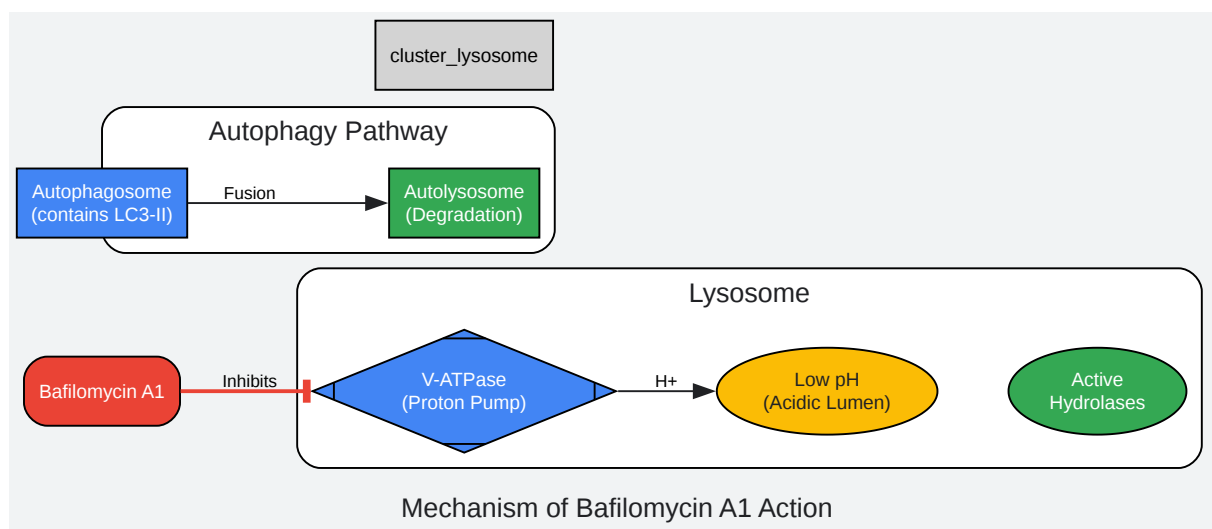 cluster_lysosome
Autophagy Pathway
Autophagosome
(contains LC3-II)
Fusion
Autolysosome
(Degradation)
Lysosome
Bafilomycin A1
Inhibits
V-ATPase
(Proton Pump)
H+
Low pH
(Acidic Lumen)
Active
Hydrolases
Mechanism of Bafilomycin A1 Action